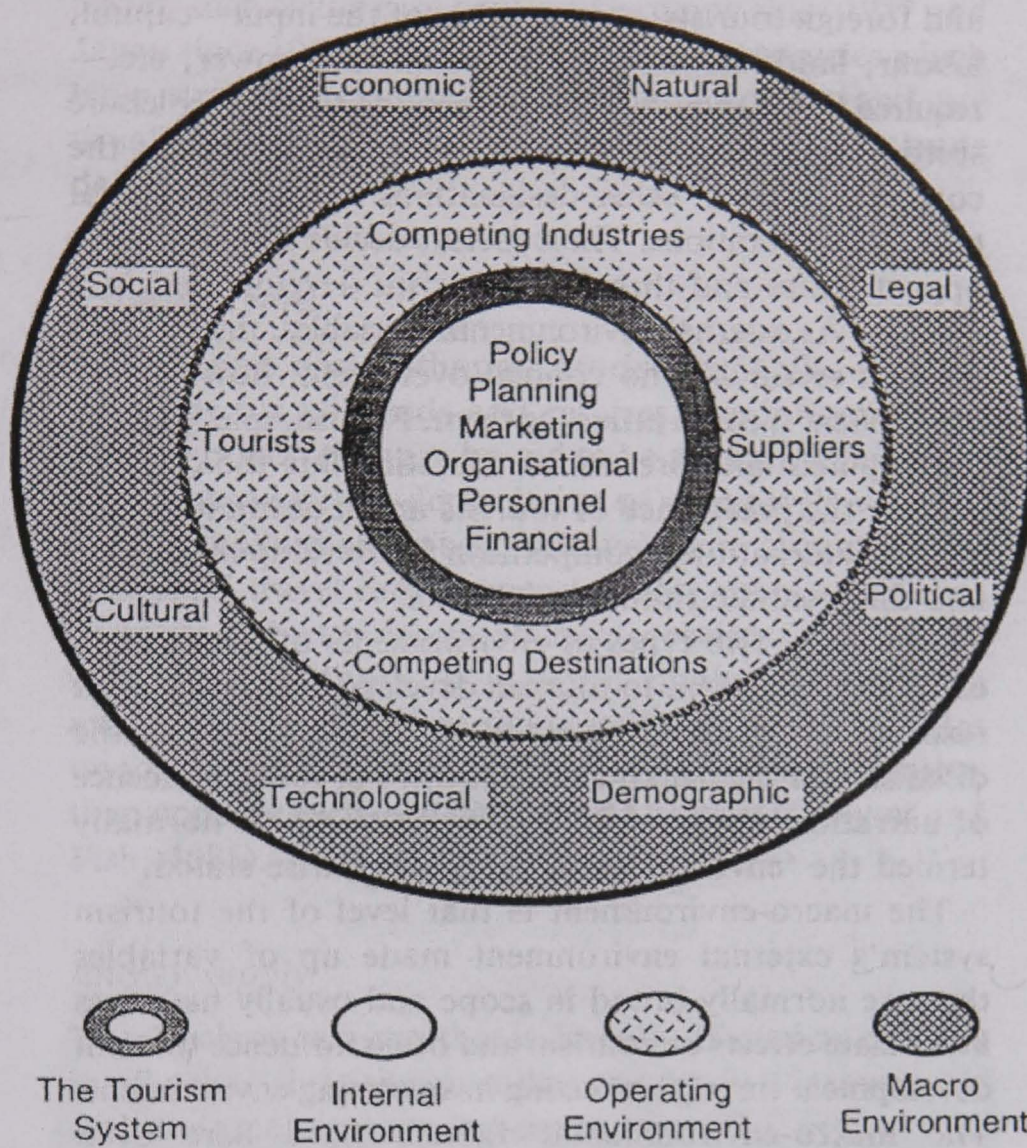 Economic Natural
Competing Industries
Social Legal
Policy
Planning
Marketing
Tourists Suppliers
Organisational
Personnel
Financial
Cultural Political
Competing Destinations
Technological Demographic
The Tourism System
Internal Environment
Operating Environment
Macro Environment